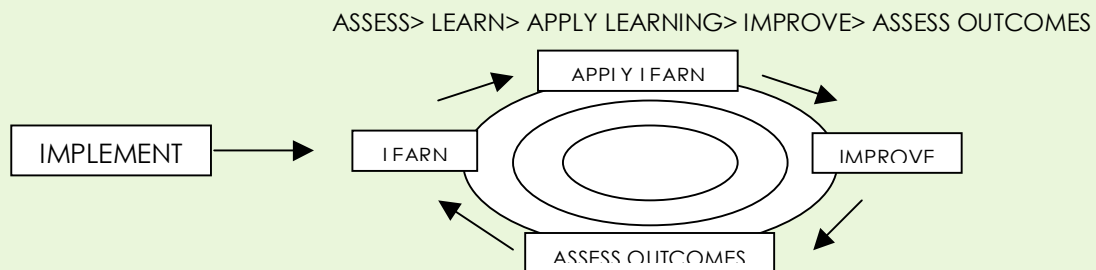 ASSESS> LEARN> APPLY LEARNING> IMPROVE> ASSESS OUTCOMES
APPLY LEARN
IMPLEMENT
LEARN
IMPROVE
ASSESS OUTCOMES